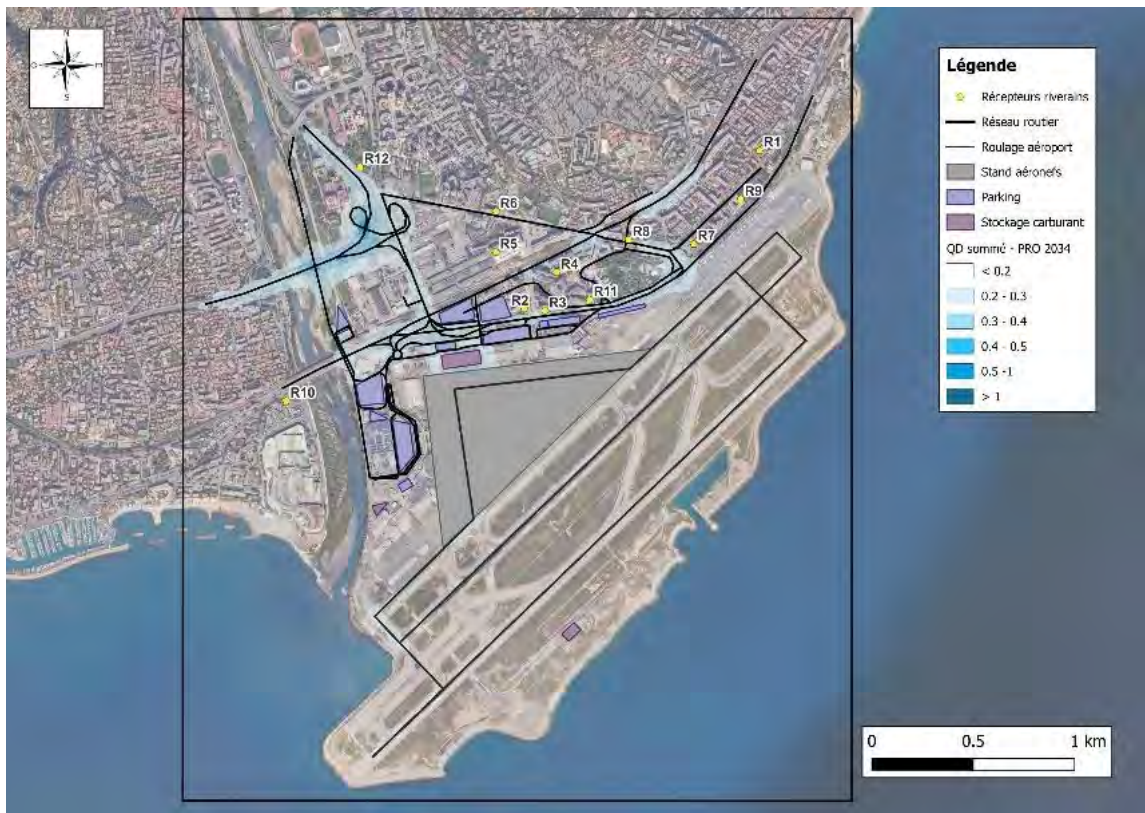 N
O
E
S
R1
R12
R9
R6
R8
R7
R5
R4
R11
R2
R3
R10
Légende
Récepteurs riverains
Réseau routier
Roulage aéroport
Stand aéronefs
Parking
Stockage carburant
QD sommé - PRO 2034
< 0.2
0.2 - 0.3
0.3 - 0.4
0.4 - 0.5
0.5 -1
> 1
0 0.5 1 km